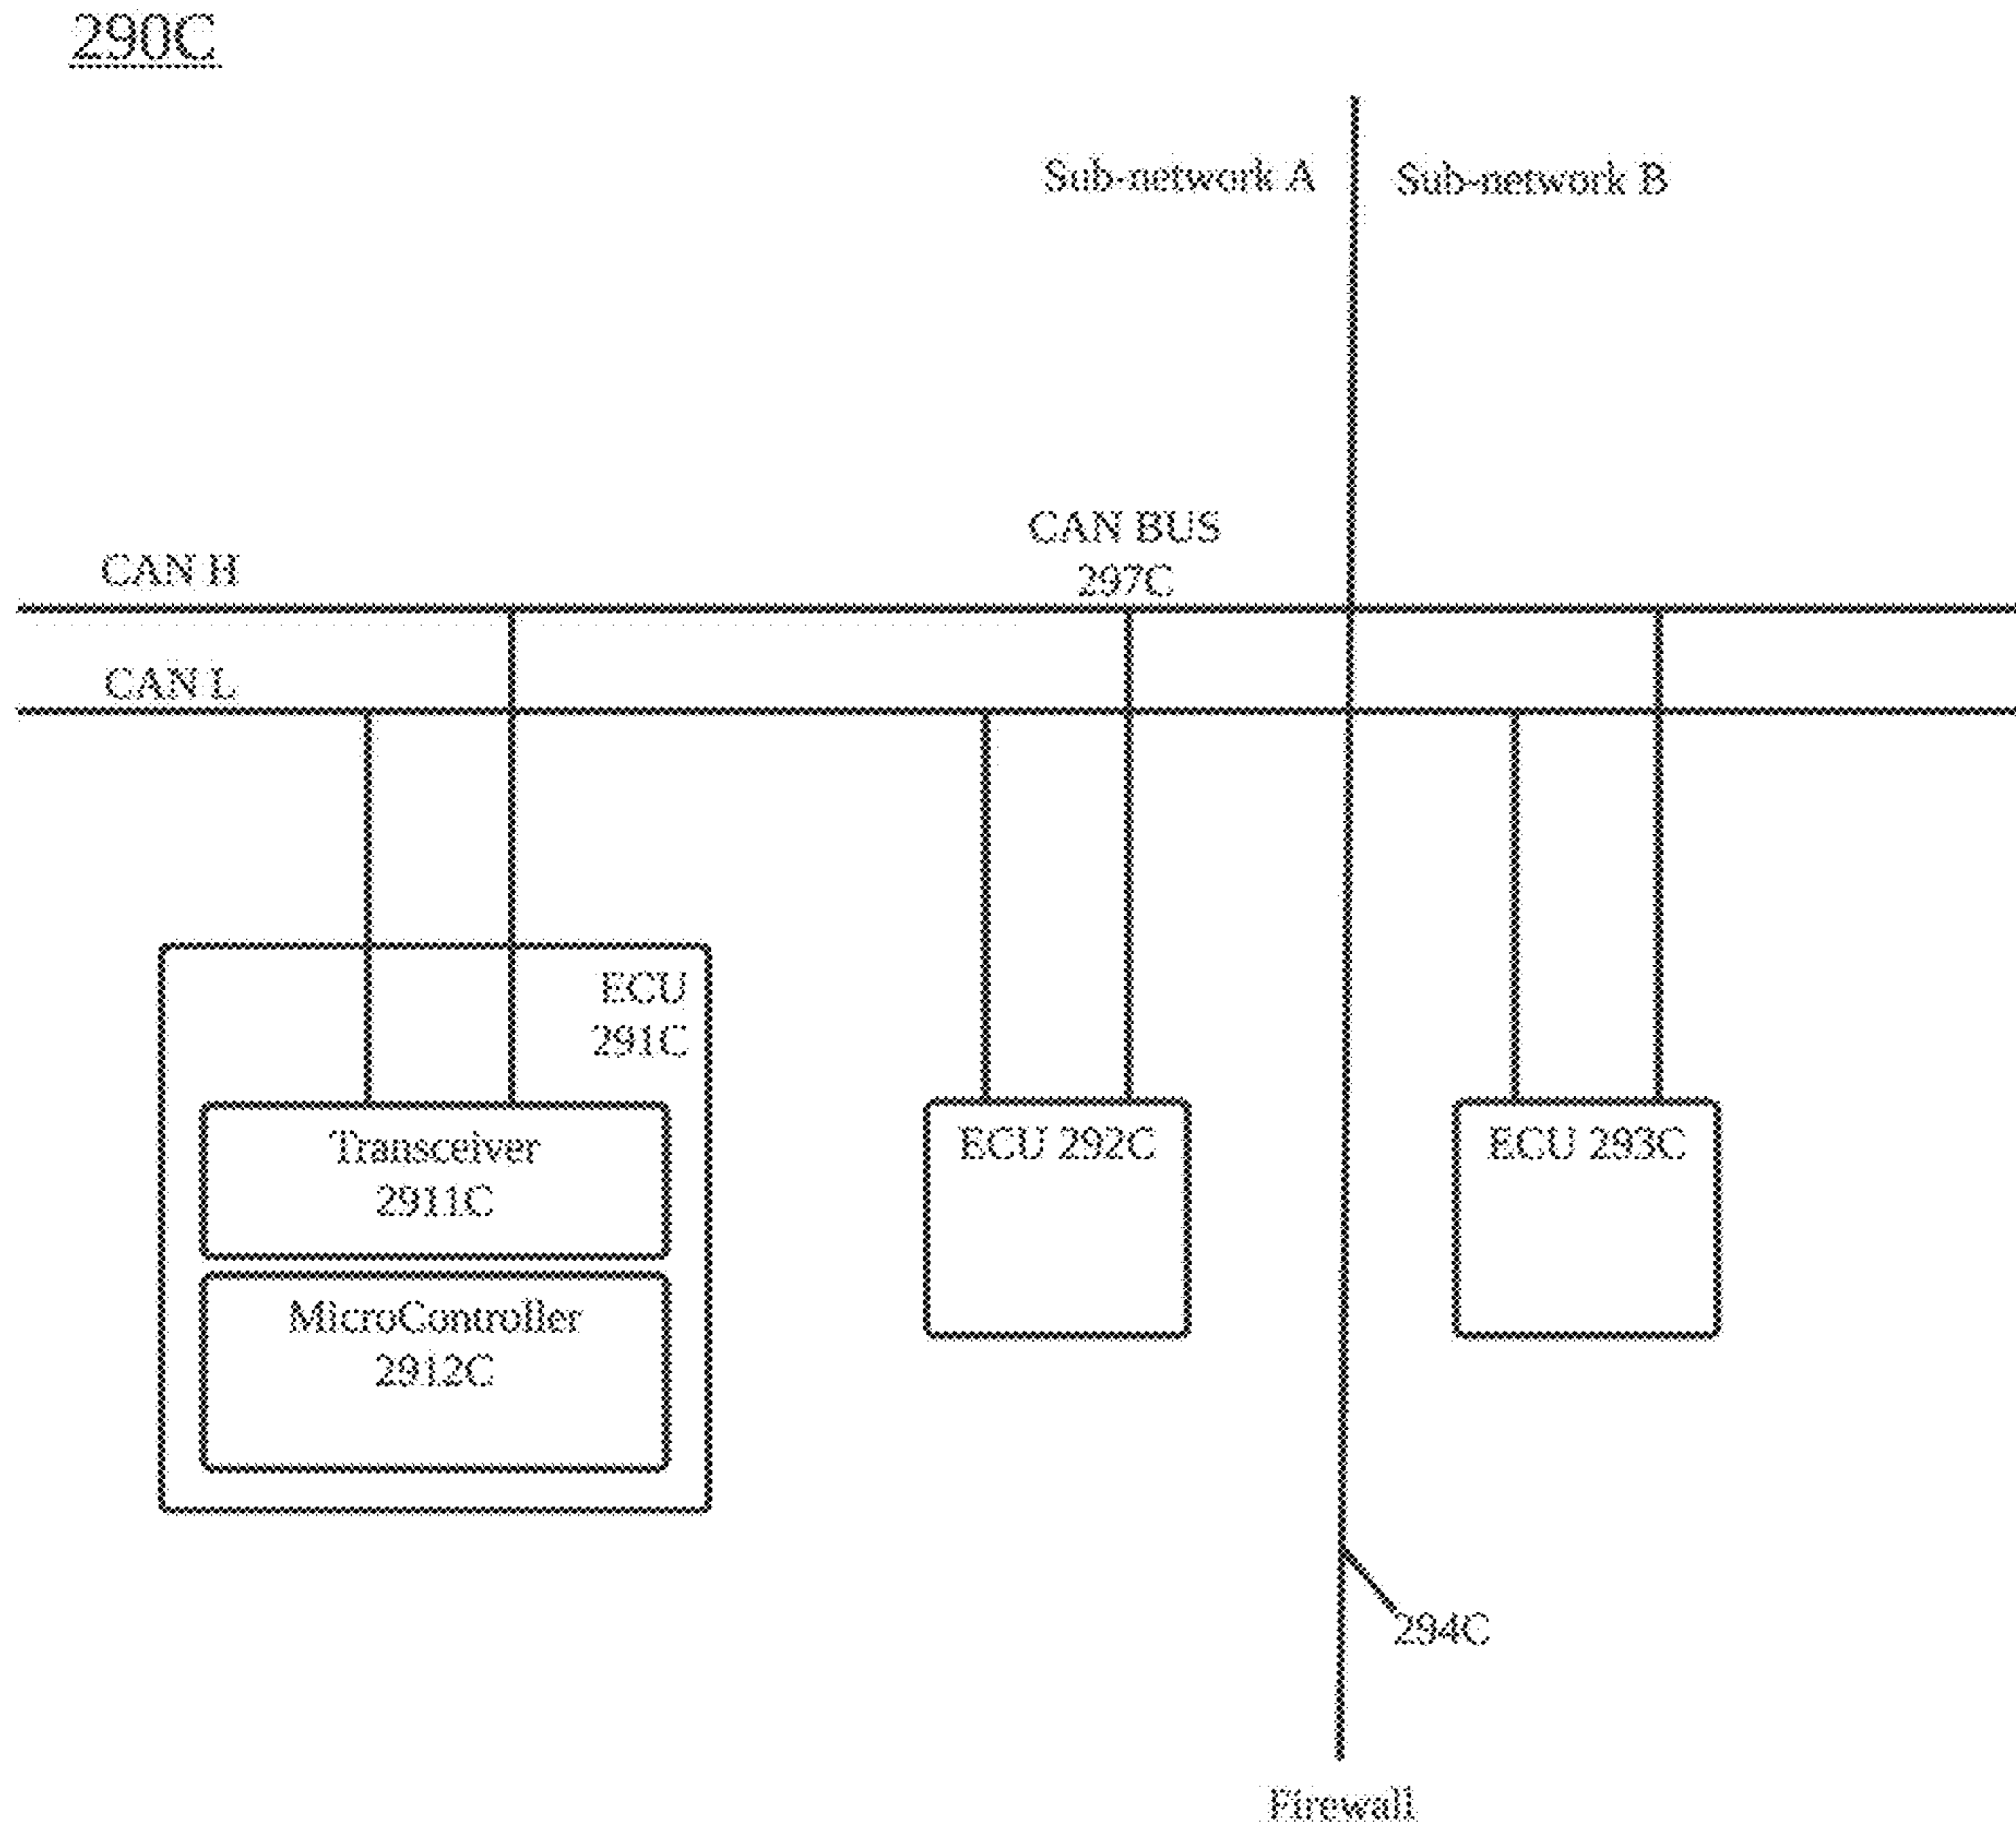 290C
Sub-network A
Sub-network B
CAN BUS
297C
CAN H
CAN L
ECU
291C
Transceiver
2911C
MicroController
2912C
ECU 292C
ECU 293C
294C
Firewall